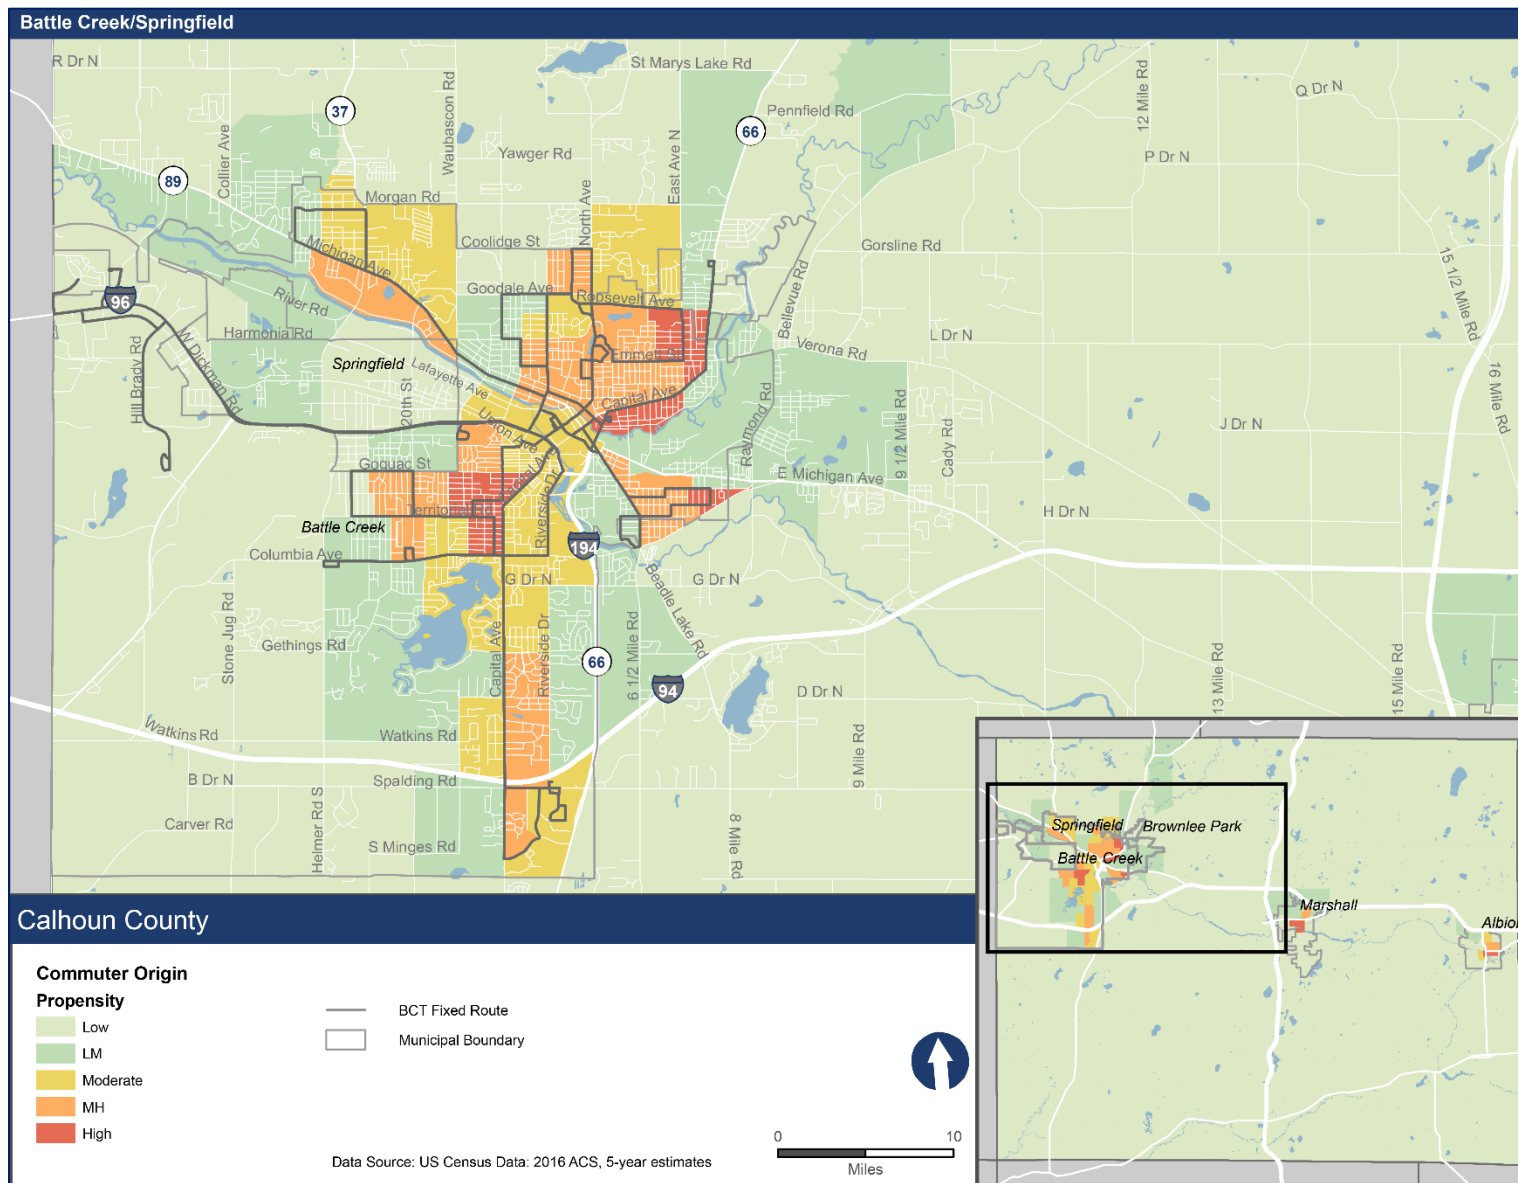 Battle Creek/Springfield
R Dr N
St Marys Lake Rd
37
Waubascon Rd
Pennfield Rd
12 Mile Rd
Q Dr N
66
Collier Ave
Yawger Rd
East Ave N
P Dr N
89
Morgan Rd
North Ave
Coolidge St
Gorsline Rd
Michigan Ave
15 1/2 Mile Rd
96
River Rd
Goodale Ave
Roosevelt Ave
Bellevue Rd
Harmonia Rd
L Dr N
Verona Rd
Hill Brady Rd
W Dickman Rd
Springfield
Emmett St
Lafayette Ave
20th St
Capital Ave
Raymond Rd
9 1/2 Mile Rd
Cady Rd
16 Mile Rd
J Dr N
Union Ave
Goguac St
E Michigan Ave
Territorial Rd
Riverside Dr
H Dr N
Battle Creek
Columbia Ave
194
G Dr N
G Dr N
Beadle Lake Rd
Stone Jug Rd
Gethings Rd
Capital Ave
Riverside Dr
66
6 1/2 Mile Rd
94
D Dr N
13 Mile Rd
15 Mile Rd
Watkins Rd
Watkins Rd
9 Mile Rd
B Dr N
Spalding Rd
Helmer Rd S
Carver Rd
S Minges Rd
8 Mile Rd
Springfield
Brownlee Park
Battle Creek
Marshall
Calhoun County
Commuter Origin
Propensity
Low
LM
Moderate
MH
High
BCT Fixed Route
Municipal Boundary
0 10
Miles
Data Source: US Census Data: 2016 ACS, 5-year estimates